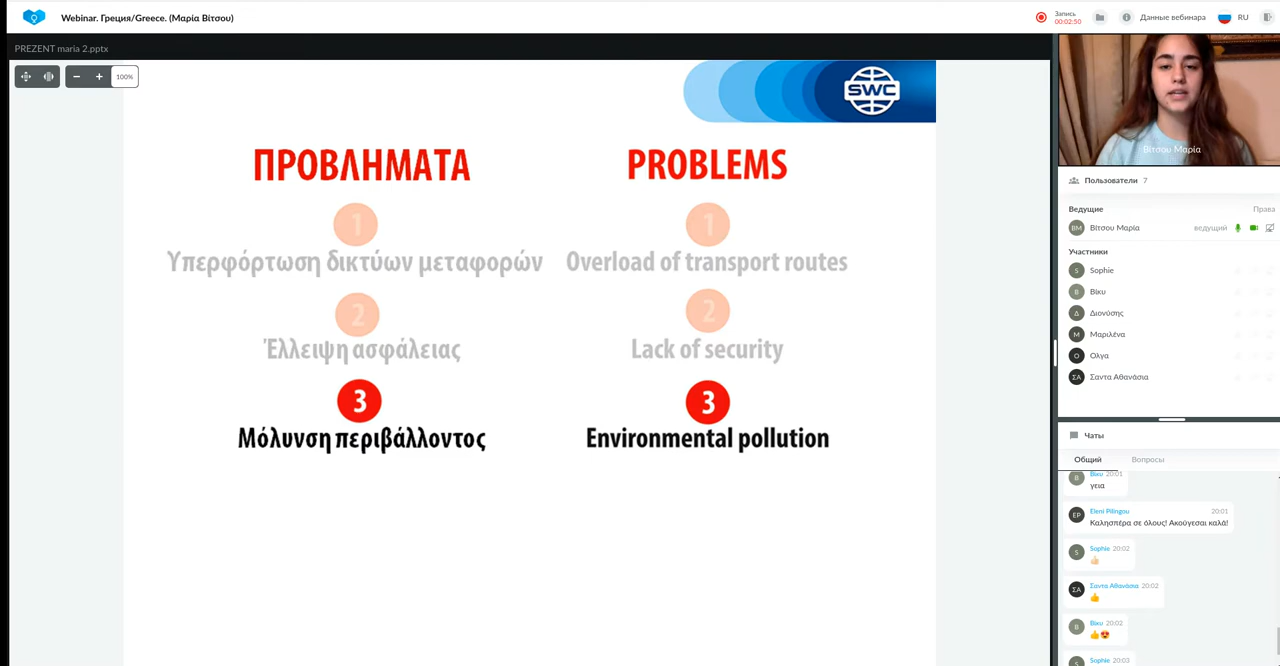 Webinar. Греция/Greece. (Μαρία Βίτσου)
Запись
00:02:50
Данные вебинара
RU
PREZENT maria 2.pptx
100%
SWC
ΠΡΟΒΛΗΜΑΤΑ
1
Υπερφόρτωση δικτύων μεταφορών
2
Έλλειψη ασφάλειας
3
Μόλυνση περιβάλλοντος
PROBLEMS
1
Overload of transport routes
2
Lack of security
3
Environmental pollution
Βίτσου Μαρία
Пользователи 7
Ведущие Права
ΒΜ Βίτσου Μαρία ведущий
Участники
S Sophie
Β Βίκυ
Δ Διονύσης
Μ Μαριλένα
Ο Ολγα
ΣΑ Σαντα Αθανάσια
Чаты
Общий Вопросы
Β Βίκυ 20:01
γεια
EP Eleni Pilingou 20:01
Καλησπέρα σε όλους! Ακούγεσαι καλά!
S Sophie 20:02
👍🏻
ΣΑ Σαντα Αθανάσια 20:02
👍
Β Βίκυ 20:02
👍😍
S Sophie 20:03